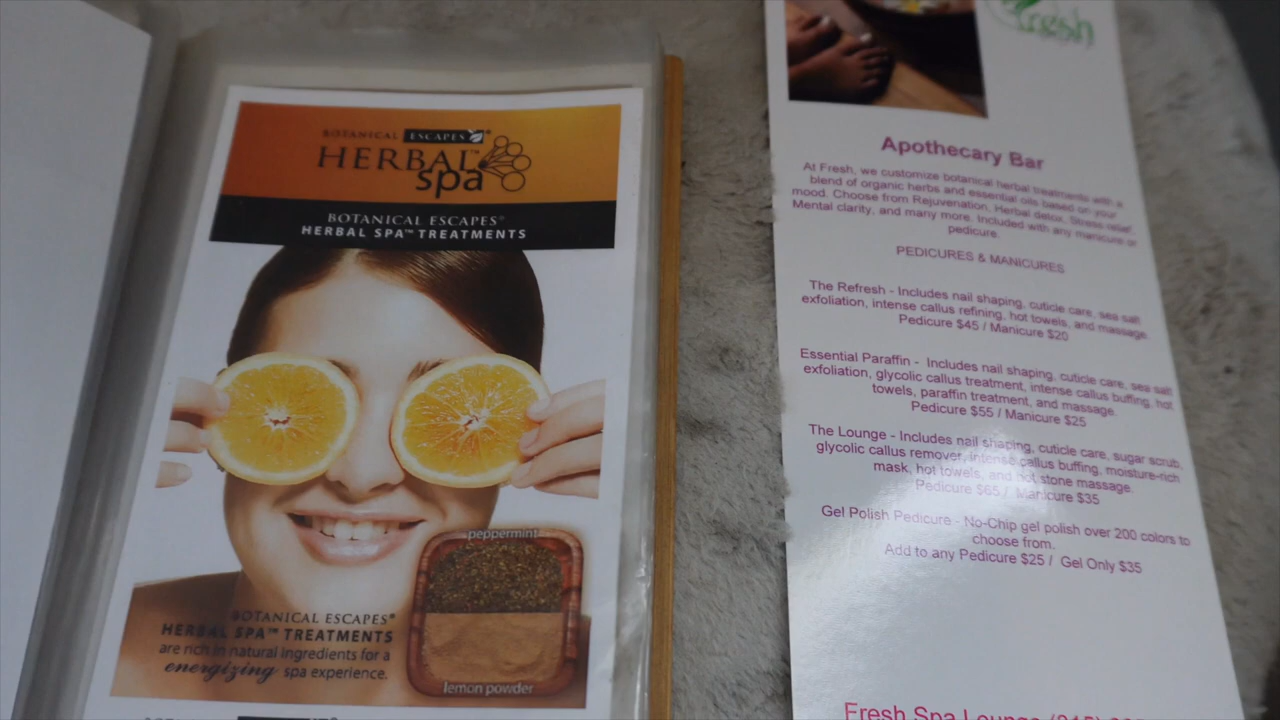 BOTANICAL ESCAPES®
HERBAL™
spa
BOTANICAL ESCAPES®
HERBAL SPA™ TREATMENTS
peppermint
BOTANICAL ESCAPES®
HERBAL SPA™ TREATMENTS
are rich in natural ingredients for a
energizing spa experience.
lemon powder
fresh
Apothecary Bar
At Fresh, we customize botanical herbal treatments with a
blend of organic herbs and essential oils based on your
mood. Choose from Rejuvenation, Herbal detox, Stress relief,
Mental clarity, and many more. Included with any manicure or
pedicure.
PEDICURES & MANICURES
The Refresh - Includes nail shaping, cuticle care, sea salt
exfoliation, intense callus refining, hot towels, and massage.
Pedicure $45 / Manicure $20
Essential Paraffin - Includes nail shaping, cuticle care, sea salt
exfoliation, glycolic callus treatment, intense callus buffing, hot
towels, paraffin treatment, and massage.
Pedicure $55 / Manicure $25
The Lounge - Includes nail shaping, cuticle care, sugar scrub,
glycolic callus remover, intense callus buffing, moisture-rich
mask, hot towels, and hot stone massage.
Pedicure $65 / Manicure $35
Gel Polish Pedicure - No-Chip gel polish over 200 colors to
choose from.
Add to any Pedicure $25 / Gel Only $35
Fresh Spa Lounge